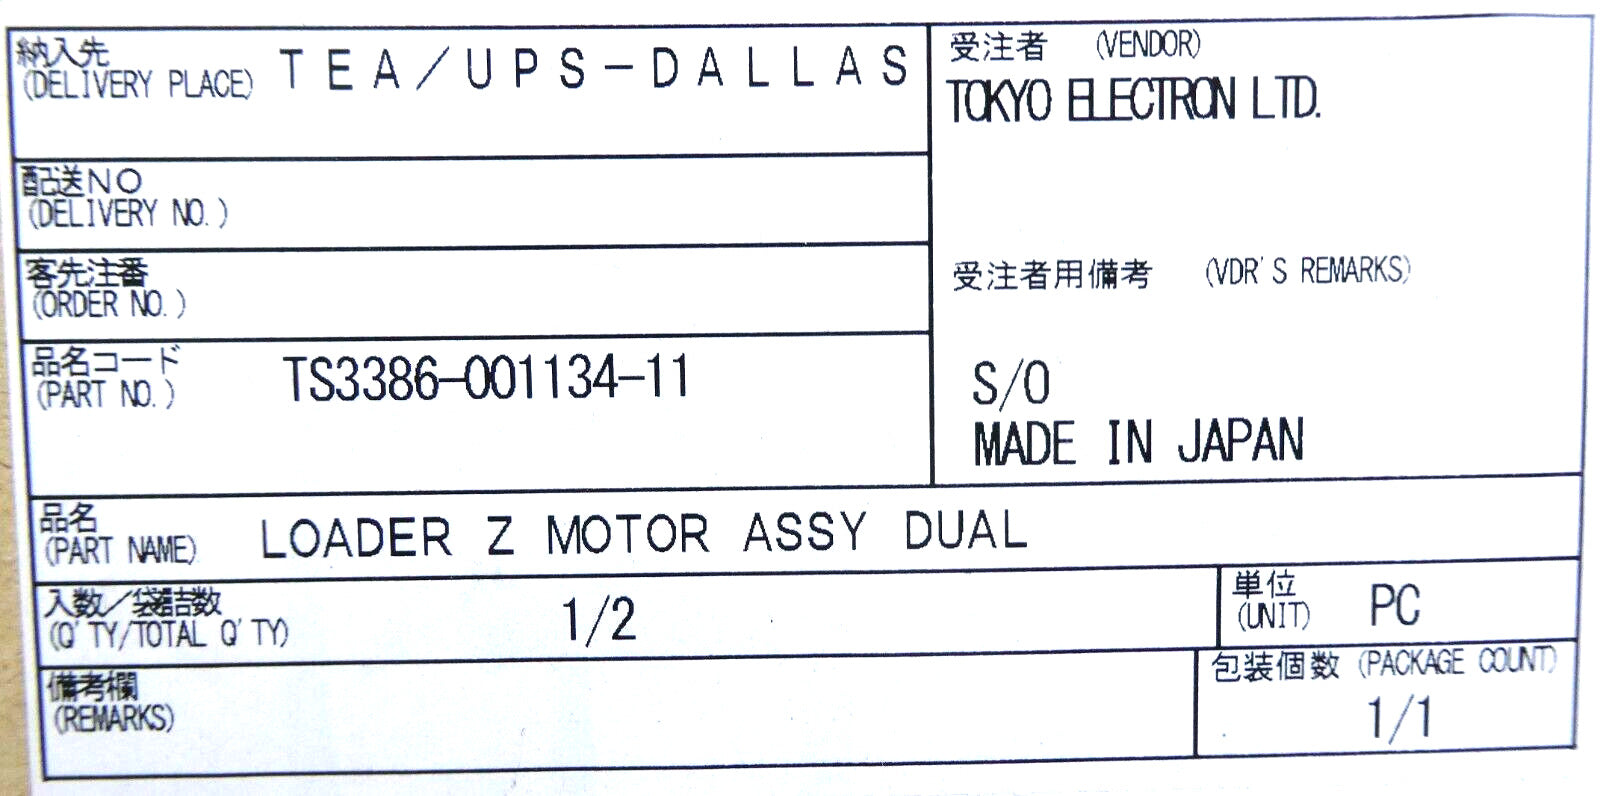 納入先
(DELIVERY PLACE) TEA/UPS-DALLAS
受注者 (VENDOR)
TOKYO ELECTRON LTD.
配送NO
(DELIVERY NO.)
客先注番
(ORDER NO.)
受注者用備考 (VDR'S REMARKS)
品名コード
(PART NO.) TS3386-001134-11
S/O
MADE IN JAPAN
品名
(PART NAME) LOADER Z MOTOR ASSY DUAL
入数/袋詰数
(Q'TY/TOTAL Q'TY) 1/2
単位
(UNIT) PC
備考欄
(REMARKS)
包装個数 (PACKAGE COUNT)
1/1